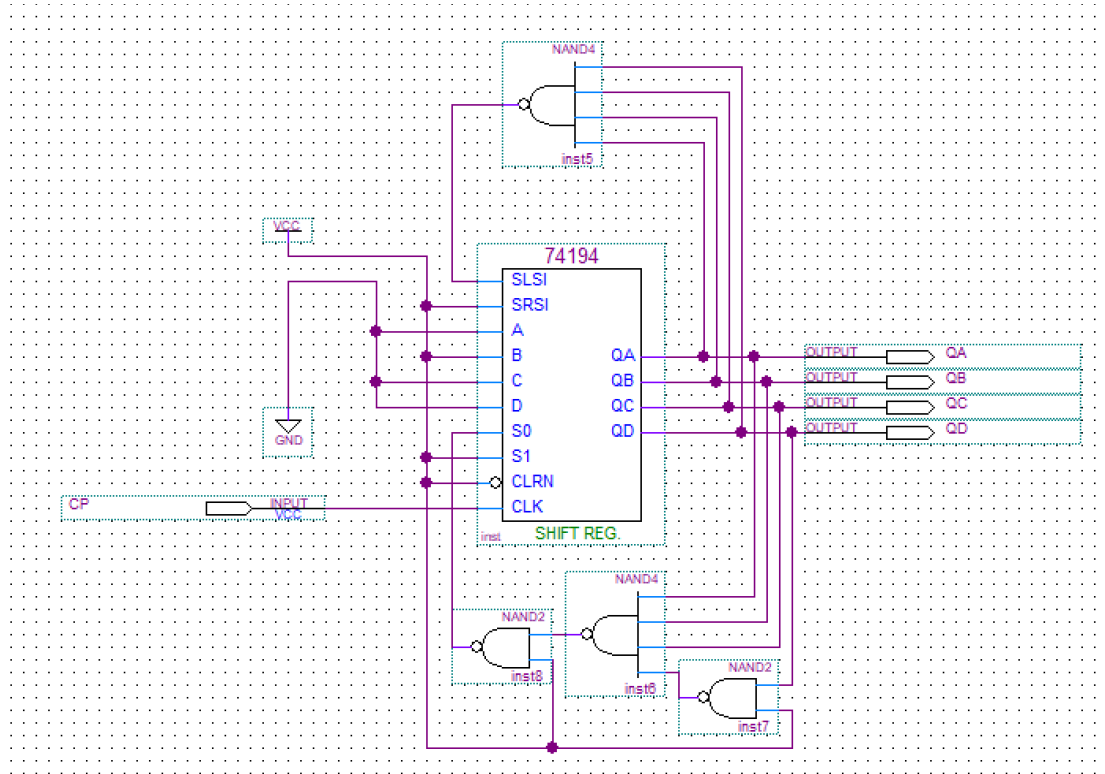 NAND4
inst5
VCC
74194
SLSI
SRSI
A
B
C
D
S0
S1
CLRN
CLK
QA
QB
QC
QD
SHIFT REG.
inst
GND
CP
INPUT
VCC
OUTPUT QA
OUTPUT QB
OUTPUT QC
OUTPUT QD
NAND4
inst6
NAND2
inst8
NAND2
inst7